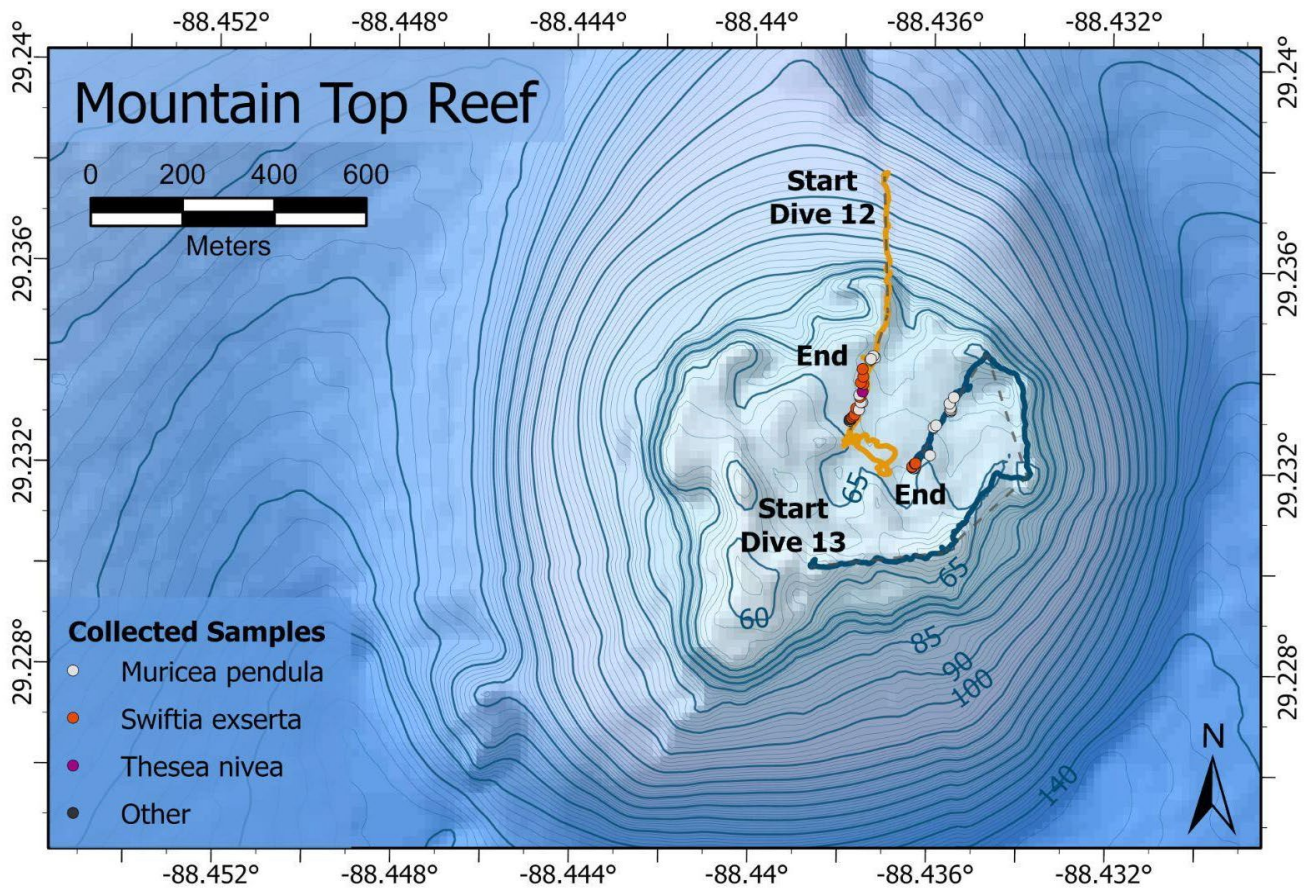 -88.452° -88.448° -88.444° -88.44° -88.436° -88.432°
29.24° 29.24°
Mountain Top Reef
0 200 400 600
Meters
Start
Dive 12
29.236° 29.236°
End
29.232° 29.232°
65
End
Start
Dive 13
65
60
85
90
100
29.228° 29.228°
Collected Samples
Muricea pendula
Swiftia exserta
Thesea nivea
Other
N
140
-88.452° -88.448° -88.444° -88.44° -88.436° -88.432°